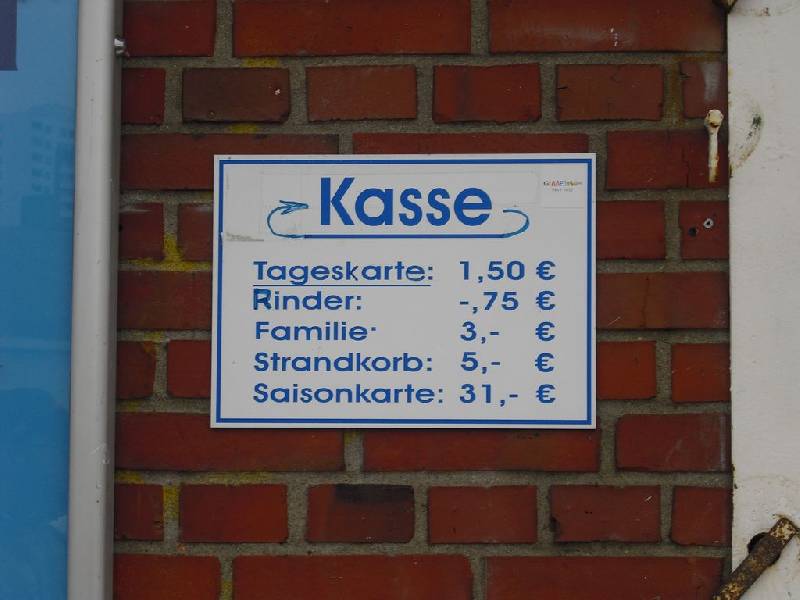 Kasse
Tageskarte: 1,50 €
Rinder: -,75 €
Familie: 3,- €
Strandkorb: 5,- €
Saisonkarte: 31,- €